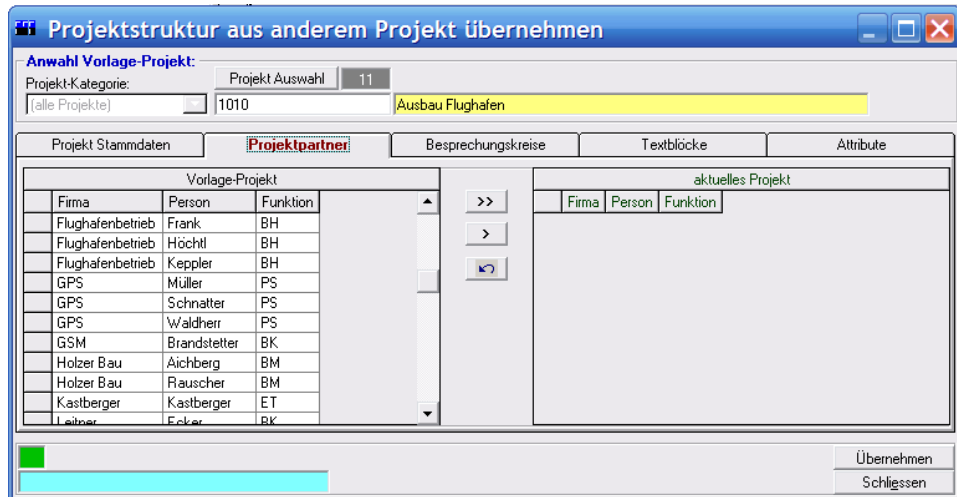 Projektstruktur aus anderem Projekt übernehmen
Anwahl Vorlage-Projekt:
Projekt-Kategorie:
Projekt Auswahl 11
(alle Projekte) 1010 Ausbau Flughafen
Projekt Stammdaten Projektpartner Besprechungskreise Textblöcke Attribute
Vorlage-Projekt aktuelles Projekt
Firma Person Funktion >> Firma Person Funktion
Flughafenbetrieb Frank BH
Flughafenbetrieb Höchtl BH >
Flughafenbetrieb Keppler BH
GPS Müller PS
GPS Schnatter PS
GPS Waldherr PS
GSM Brandstetter BK
Holzer Bau Aichberg BM
Holzer Bau Rauscher BM
Kastberger Kastberger ET
Leitner Ecker BK
Übernehmen
Schliessen